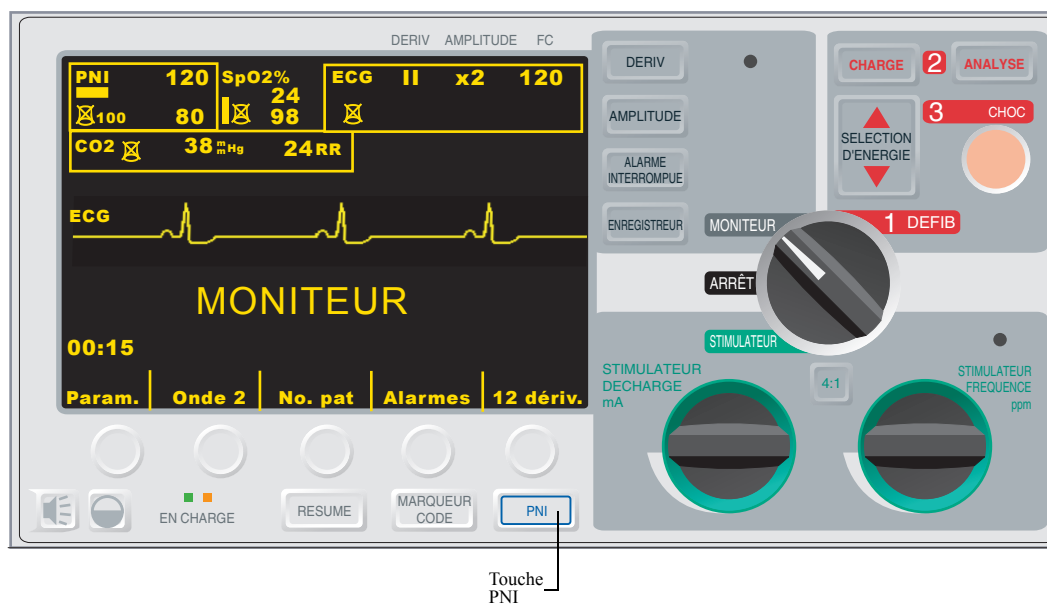 DERIV AMPLITUDE FC
PNI 120 SpO2% ECG II x2 120
24
100 80 98
CO2 38 mmHg 24 RR
ECG
MONITEUR
00:15
Param. Onde 2 No. pat Alarmes 12 dériv.
EN CHARGE
RESUME
MARQUEUR
CODE
PNI
Touche
PNI
DERIV
AMPLITUDE
ALARME
INTERROMPUE
ENREGISTREUR
CHARGE 2 ANALYSE
3 CHOC
SELECTION
D'ENERGIE
1 DEFIB
MONITEUR
ARRÊT
STIMULATEUR
STIMULATEUR
DECHARGE
mA
4:1
STIMULATEUR
FREQUENCE
ppm